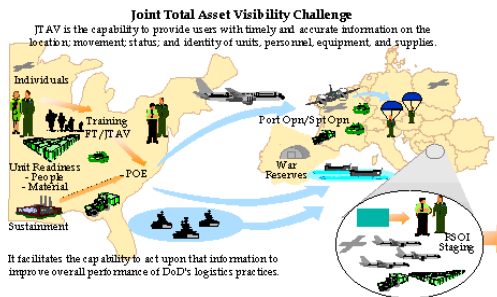 Joint Total Asset Visibility Challenge
JTAV is the capability to provide users with timely and accurate information on the
location; movement; status; and identity of units, personnel, equipment, and supplies.
Individuals
Training
FT/JTAV
Unit Readiness
- People
- Material
- POE
Sustainment
Port Opn/Spt Opn
War
Reserves
RSOI
Staging
It facilitates the capability to act upon that information to
improve overall performance of DoD's logistics practices.